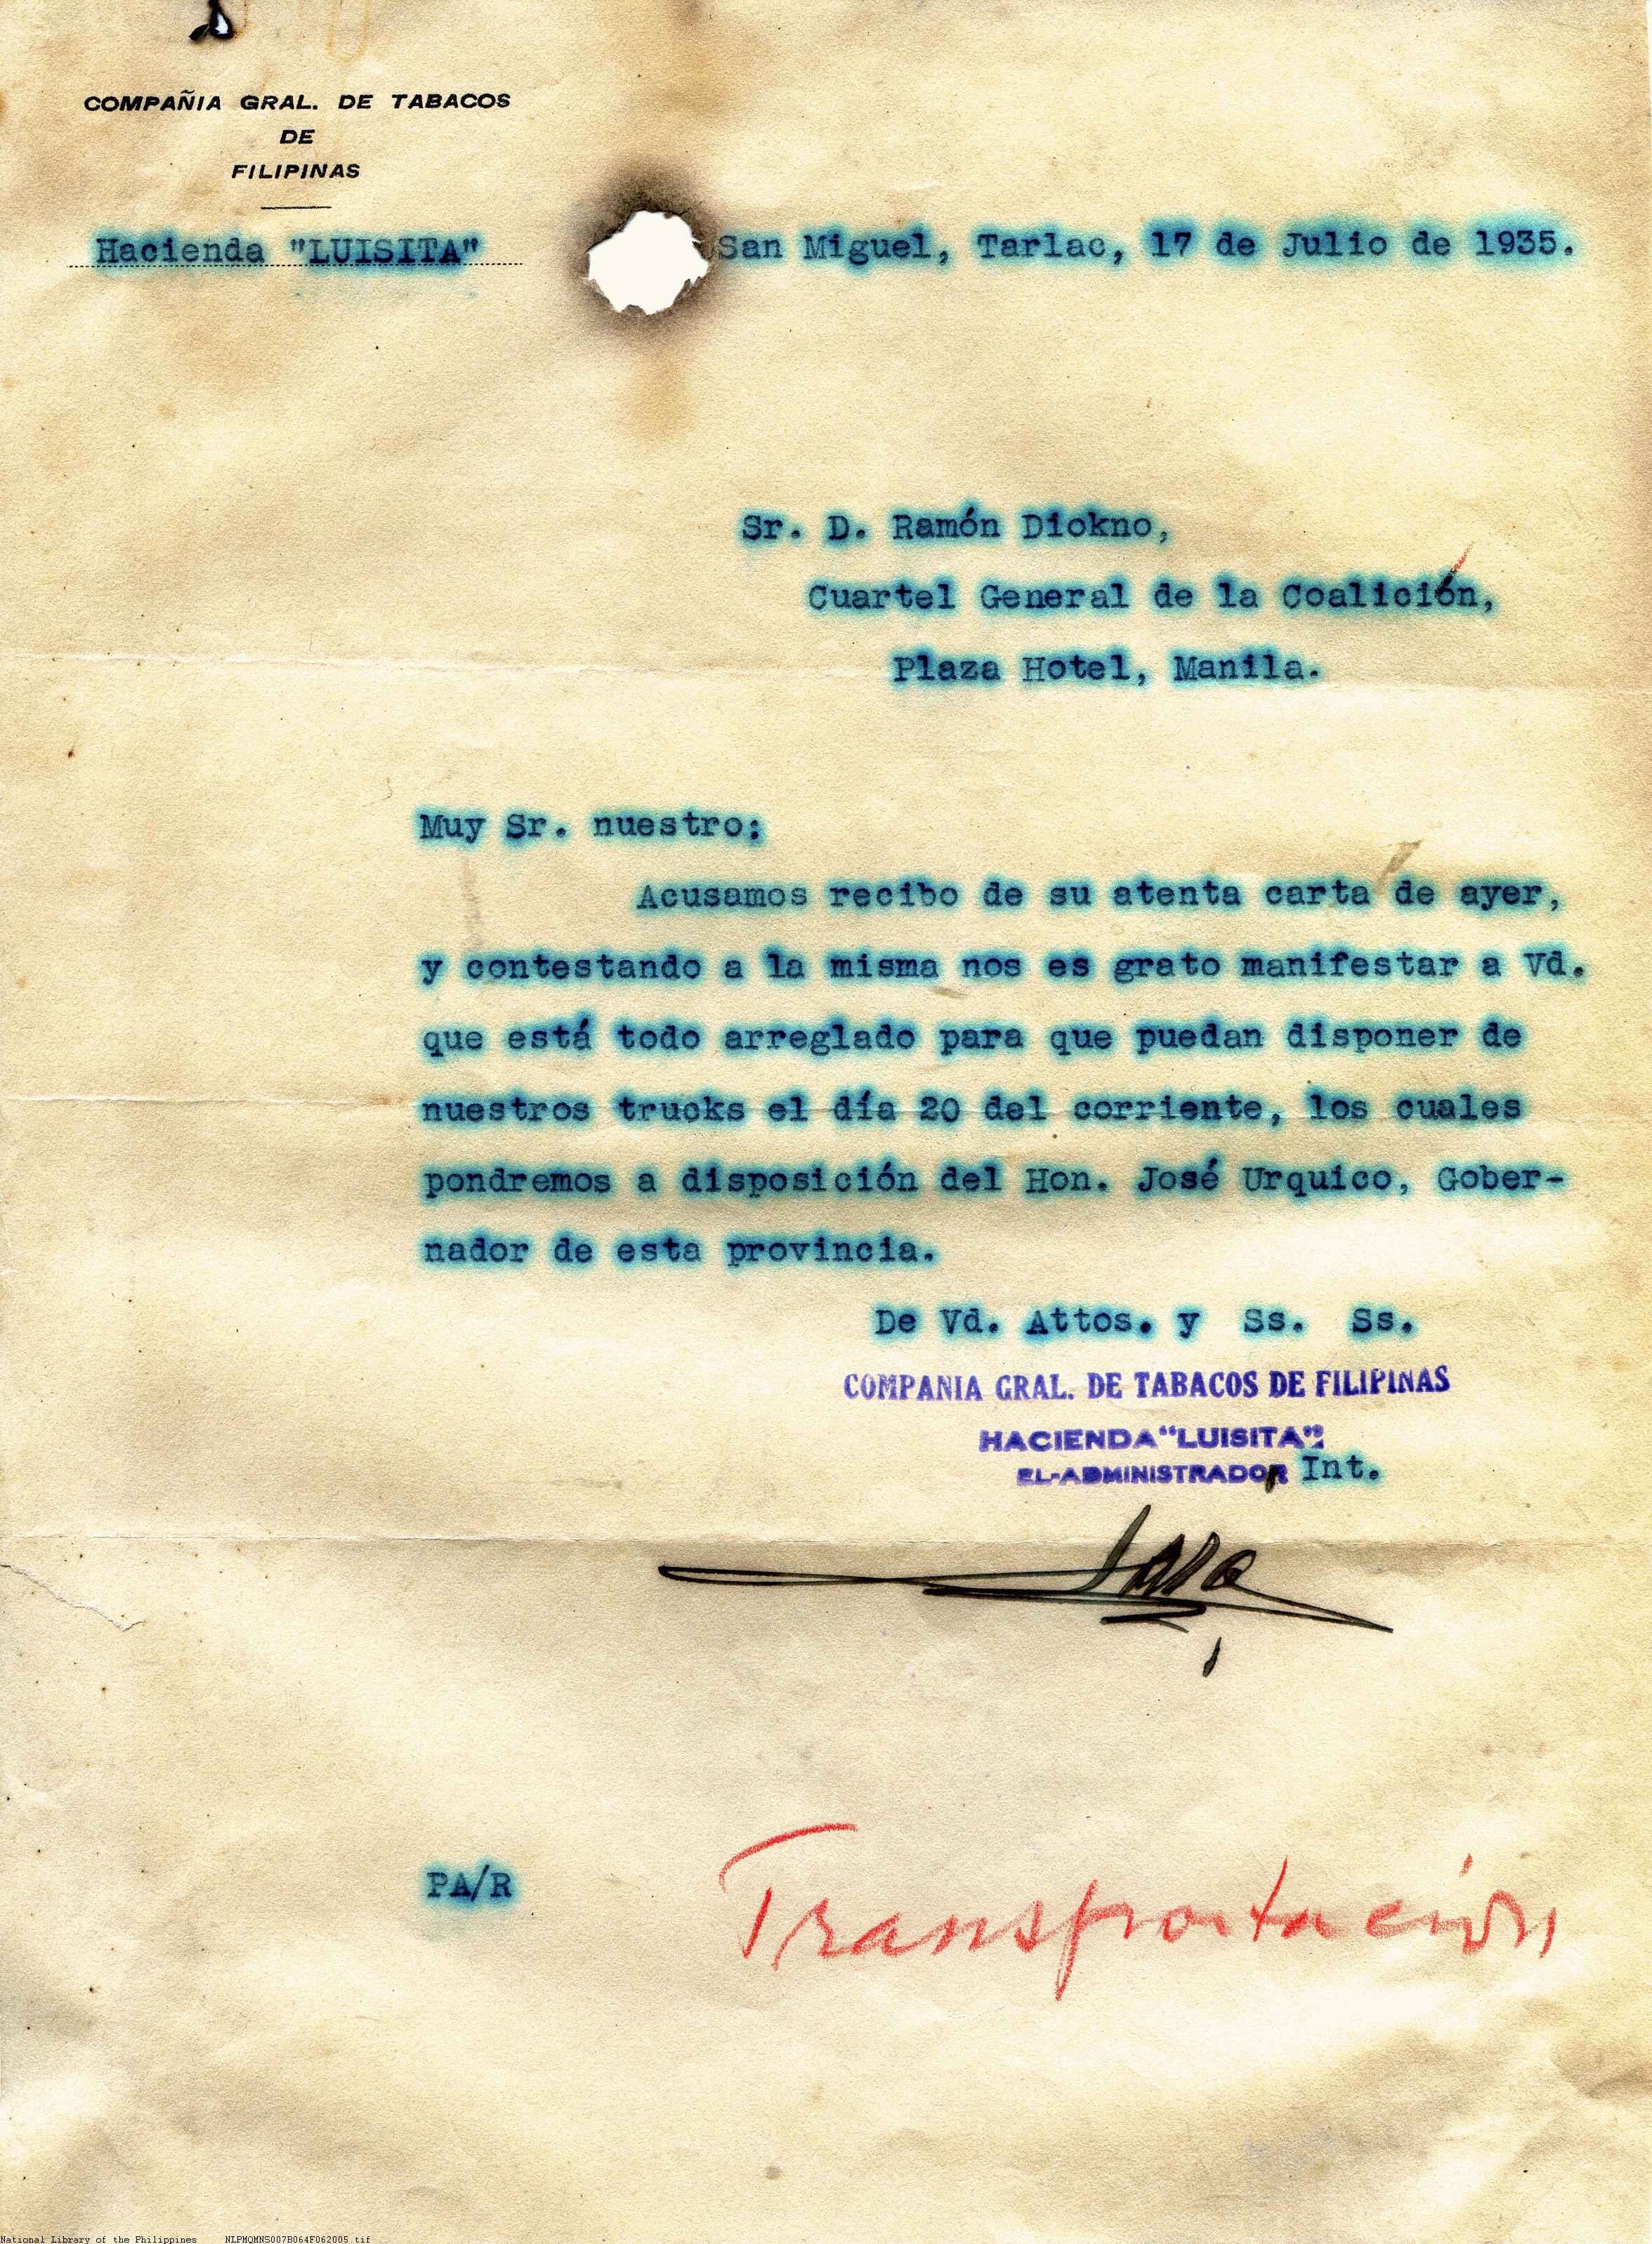 COMPAÑIA GRAL. DE TABACOS
DE
FILIPINAS
Hacienda "LUISITA"
San Miguel, Tarlac, 17 de Julio de 1935.
Sr. D. Ramón Diokno,
Cuartel General de la Coalición,
Plaza Hotel, Manila.
Muy Sr. nuestro:
Acusamos recibo de su atenta carta de ayer,
y contestando a la misma nos es grato manifestar a Vd.
que está todo arreglado para que puedan disponer de
nuestros trucks el día 20 del corriente, los cuales
pondremos a disposición del Hon. José Urquico, Gober-
nador de esta provincia.
De Vd. Attos. y Ss. Ss.
COMPANIA GRAL. DE TABACOS DE FILIPINAS
HACIENDA "LUISITA"
EL-ADMINISTRADOR Int.
PA/R
Transportación
National Library of the Philippines NLPMQMNS007B064F062005.tif